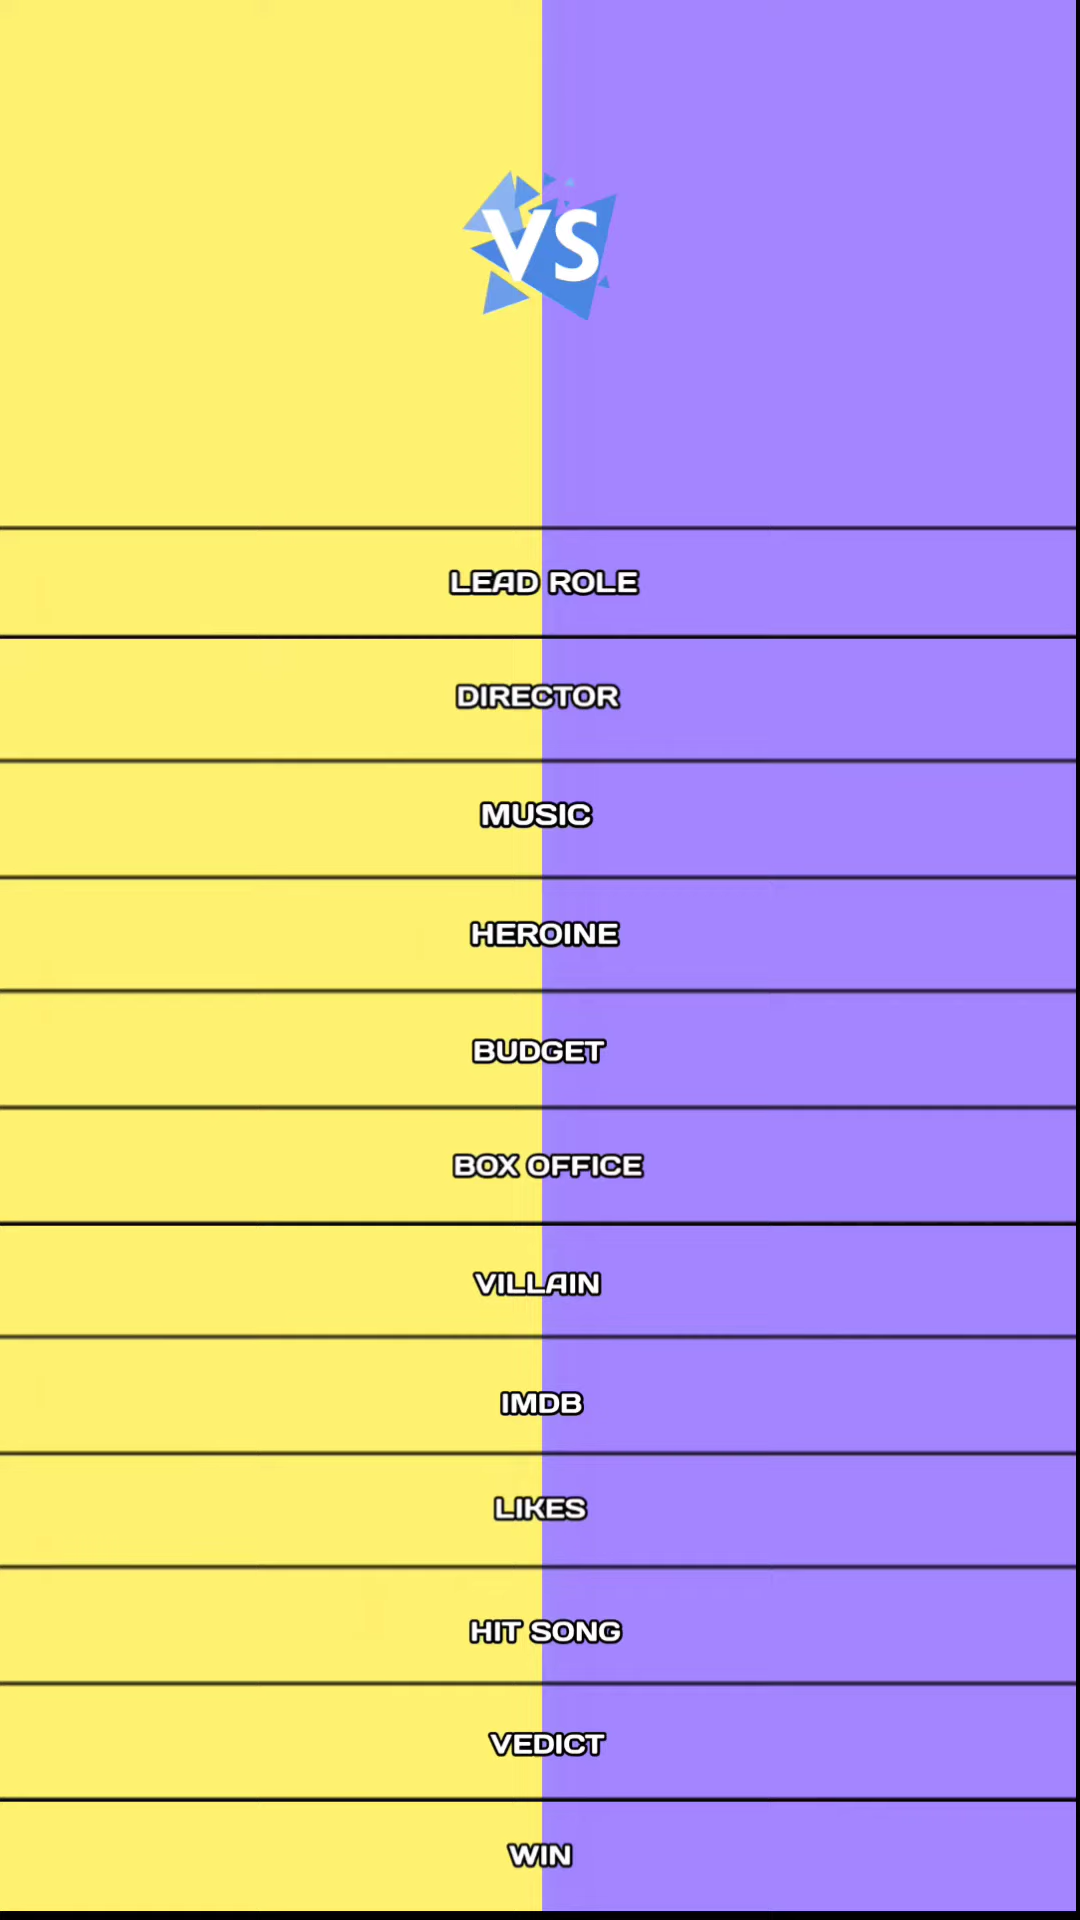 VS
LEAD ROLE
DIRECTOR
MUSIC
HEROINE
BUDGET
BOX OFFICE
VILLAIN
IMDB
LIKES
HIT SONG
VEDICT
WIN